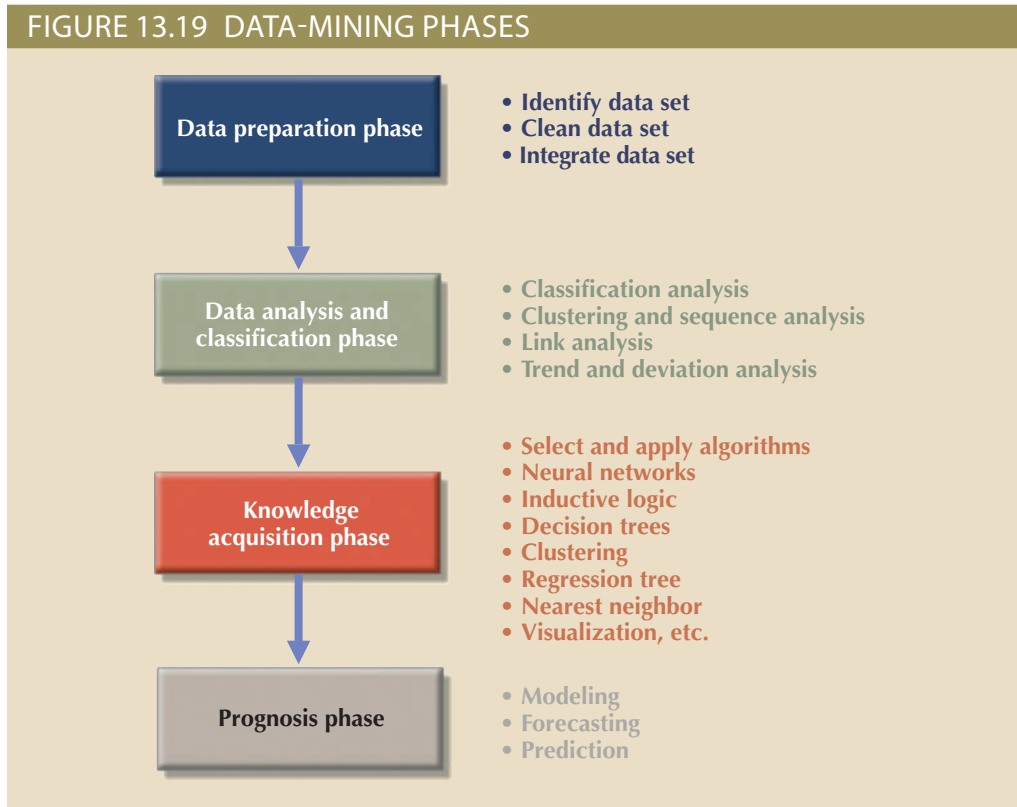 FIGURE 13.19 DATA-MINING PHASES
Data preparation phase
• Identify data set
• Clean data set
• Integrate data set
Data analysis and
classification phase
• Classification analysis
• Clustering and sequence analysis
• Link analysis
• Trend and deviation analysis
Knowledge
acquisition phase
• Select and apply algorithms
• Neural networks
• Inductive logic
• Decision trees
• Clustering
• Regression tree
• Nearest neighbor
• Visualization, etc.
Prognosis phase
• Modeling
• Forecasting
• Prediction